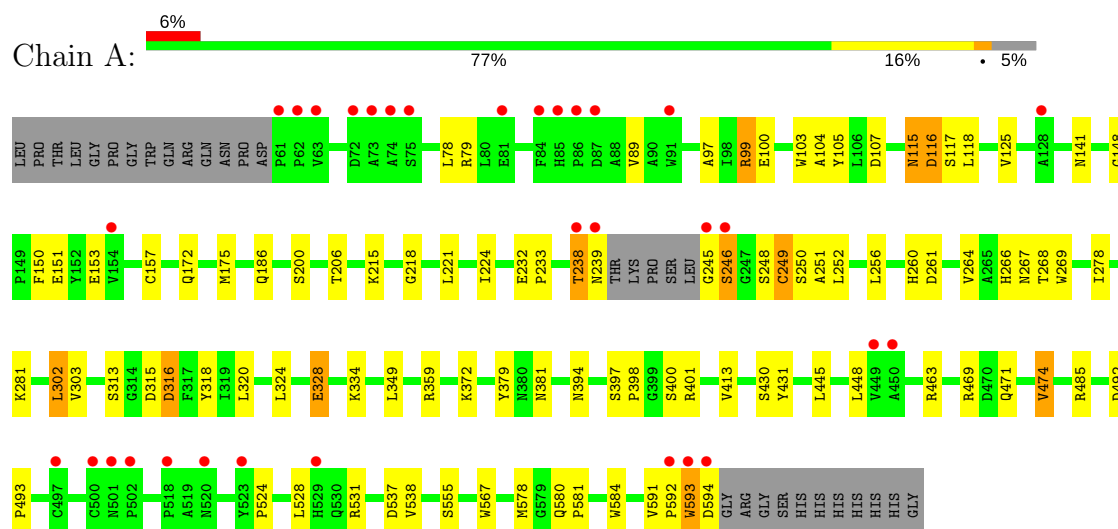 6%
Chain A:
77% 16% • 5%
LEU PRO THR LEU GLY PRO GLY TRP GLN ARG GLN ASN PRO ASP P61 P62 V63 D72 A73 A74 S75 L78 R79 L80 E81 F84 H85 P86 D87 A88 V89 A90 W91 A97 I98 R99 E100 W103 A104 Y105 L106 D107 N115 D116 S117 L118 V125 A128 N141
P149 F150 E151 Y152 E153 V154 C157 Q172 M175 Q186 S200 T206 K215 G218 L221 I224 E232 P233 T238 N239 THR LYS PRO SER LEU G245 S246 G247 S248 C249 S250 A251 L252 L256 H260 D261 V264 A265 H266 N267 T268 W269 I278
K281 L302 V303 S313 G314 D315 D316 F317 Y318 I319 L320 L324 E328 K334 L349 R359 K372 Y379 N380 N381 N394 S397 P398 G399 S400 R401 V413 S430 Y431 L445 L448 V449 A450 R463 R469 D470 Q471 V474 R485 D492
P493 C497 C500 N501 P502 P518 A519 N520 Y523 P524 L528 H529 Q530 R531 D537 V538 S555 W567 M578 G579 Q580 P581 W584 V591 P592 W593 D594 GLY ARG GLY SER HIS HIS HIS HIS HIS HIS GLY